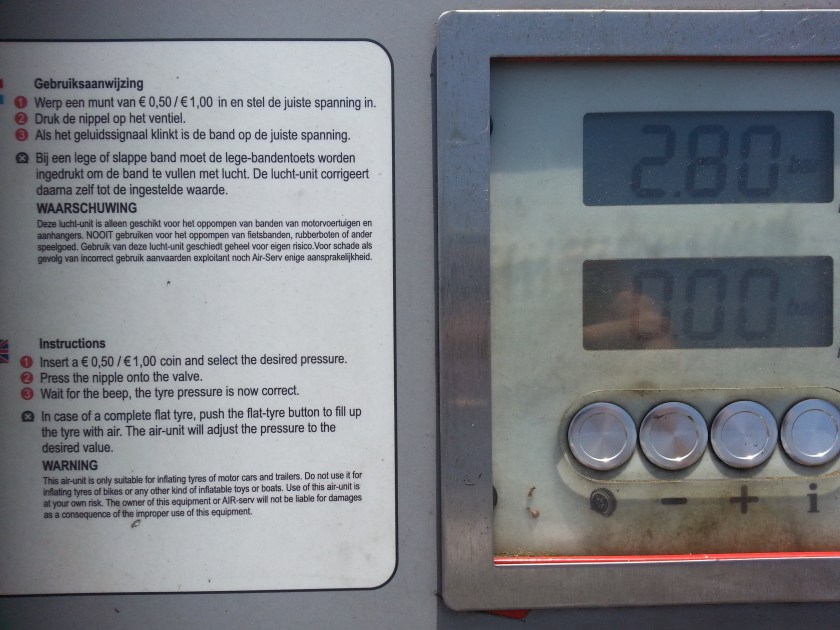 Gebruiksaanwijzing
1 Werp een munt van € 0,50 / € 1,00 in en stel de juiste spanning in.
2 Druk de nippel op het ventiel.
3 Als het geluidssignaal klinkt is de band op de juiste spanning.
Bij een lege of slappe band moet de lege-bandentoets worden
ingedrukt om de band te vullen met lucht. De lucht-unit corrigeert
daarna zelf tot de ingestelde waarde.
WAARSCHUWING
Deze lucht-unit is alleen geschikt voor het oppompen van banden van motorvoertuigen en
aanhangers. NOOIT gebruiken voor het oppompen van fietsbanden, rubberboten of ander
speelgoed. Gebruik van deze lucht-unit geschiedt geheel voor eigen risico.Voor schade als
gevolg van incorrect gebruik aanvaarden exploitant noch Air-Serv enige aansprakelijkheid.
Instructions
1 Insert a € 0,50 / € 1,00 coin and select the desired pressure.
2 Press the nipple onto the valve.
3 Wait for the beep, the tyre pressure is now correct.
In case of a complete flat tyre, push the flat-tyre button to fill up
the tyre with air. The air-unit will adjust the pressure to the
desired value.
WARNING
This air-unit is only suitable for inflating tyres of motor cars and trailers. Do not use it for
inflating tyres of bikes or any other kind of inflatable toys or boats. Use of this air-unit is
at your own risk. The owner of this equipment or AIR-serv will not be liable for damages
as a consequence of the improper use of this equipment.
2.80 bar
0.00 bar
- + i